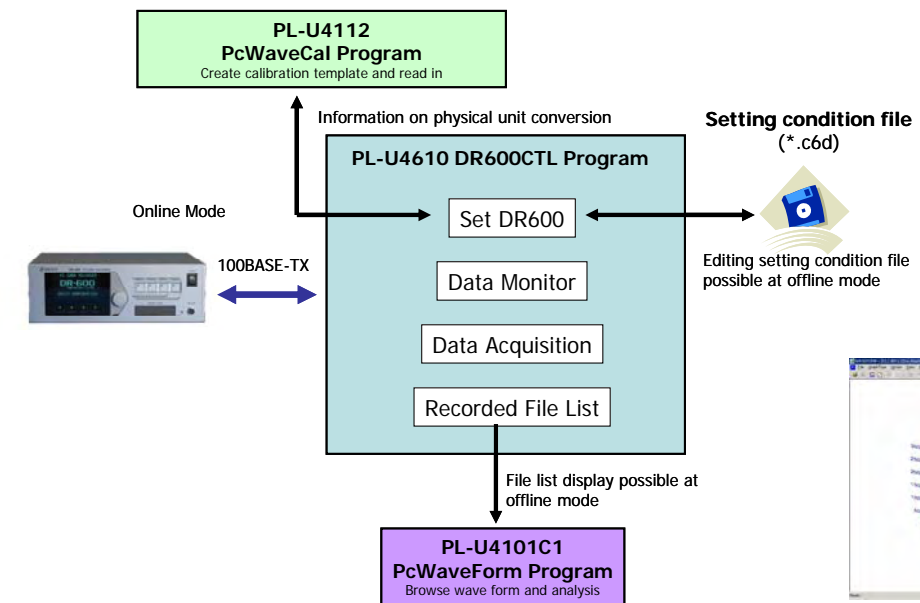 PL-U4112
PcWaveCal Program
Create calibration template and read in
Information on physical unit conversion
Setting condition file
(*.c6d)
PL-U4610 DR600CTL Program
Online Mode
Set DR600
100BASE-TX
Editing setting condition file
possible at offline mode
DR-600
Data Monitor
Data Acquisition
Recorded File List
File list display possible at
offline mode
PL-U4101C1
PcWaveForm Program
Browse wave form and analysis